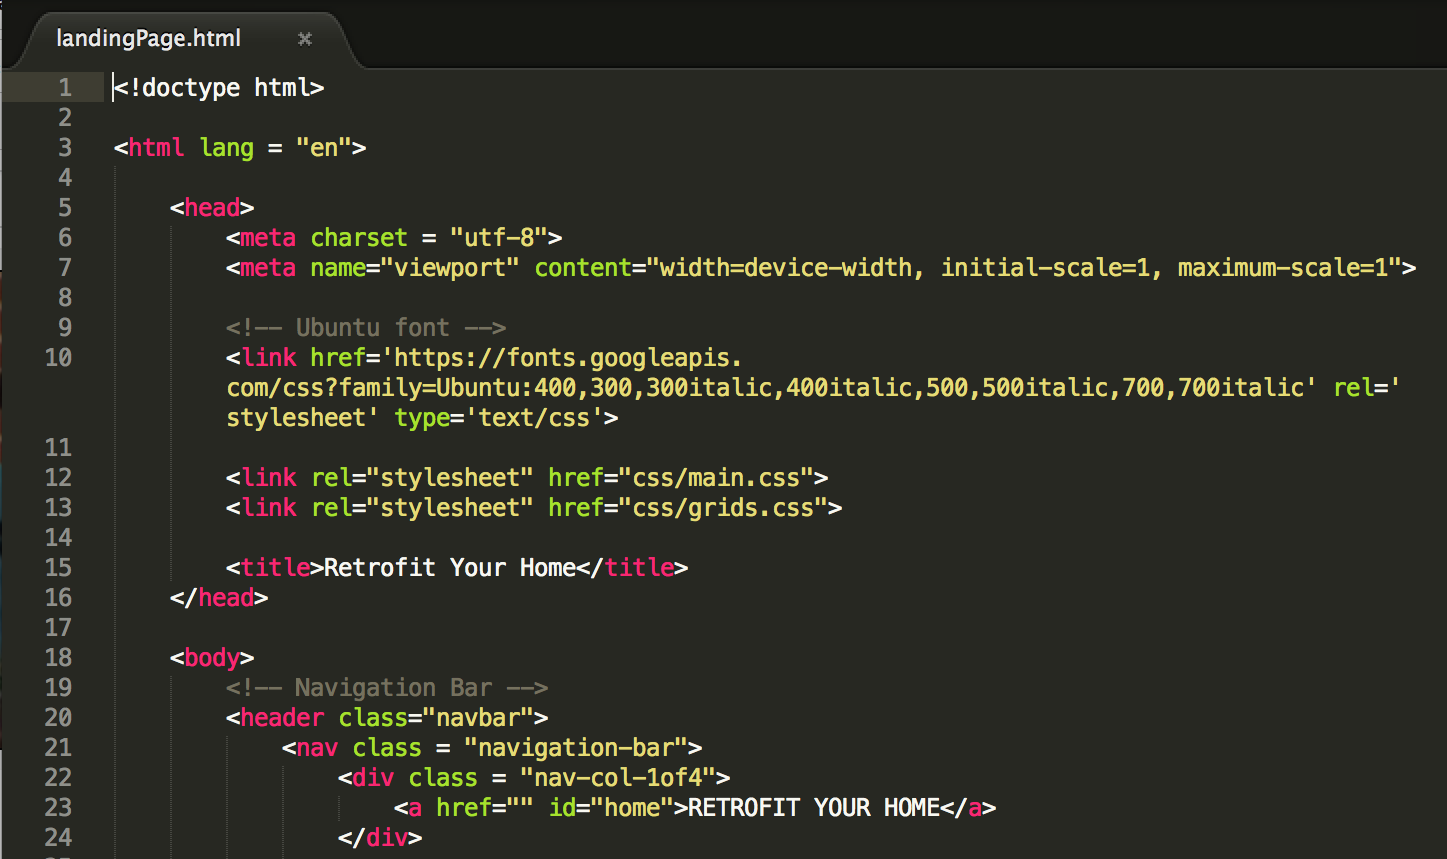 landingPage.html ×
1 <!doctype html>
2
3 <html lang = "en">
4
5 <head>
6 <meta charset = "utf-8">
7 <meta name="viewport" content="width=device-width, initial-scale=1, maximum-scale=1">
8
9 <!-- Ubuntu font -->
10 <link href='https://fonts.googleapis.
com/css?family=Ubuntu:400,300,300italic,400italic,500,500italic,700,700italic' rel='
stylesheet' type='text/css'>
11
12 <link rel="stylesheet" href="css/main.css">
13 <link rel="stylesheet" href="css/grids.css">
14
15 <title>Retrofit Your Home</title>
16 </head>
17
18 <body>
19 <!-- Navigation Bar -->
20 <header class="navbar">
21 <nav class = "navigation-bar">
22 <div class = "nav-col-1of4">
23 <a href="" id="home">RETROFIT YOUR HOME</a>
24 </div>